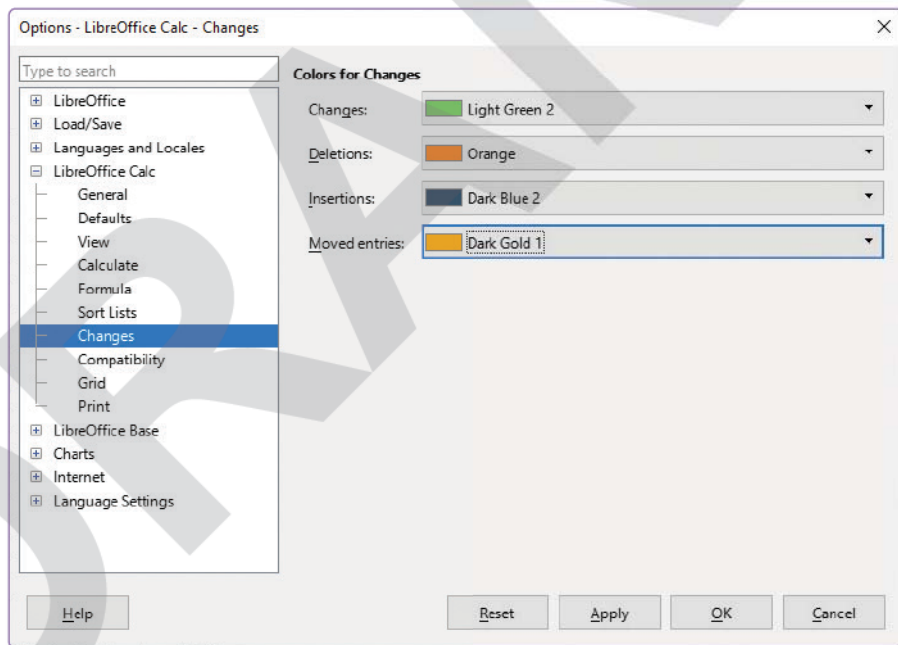 Options - LibreOffice Calc - Changes
Type to search
LibreOffice
Load/Save
Languages and Locales
LibreOffice Calc
General
Defaults
View
Calculate
Formula
Sort Lists
Changes
Compatibility
Grid
Print
LibreOffice Base
Charts
Internet
Language Settings
Colors for Changes
Changes: Light Green 2
Deletions: Orange
Insertions: Dark Blue 2
Moved entries: Dark Gold 1
Help Reset Apply OK Cancel